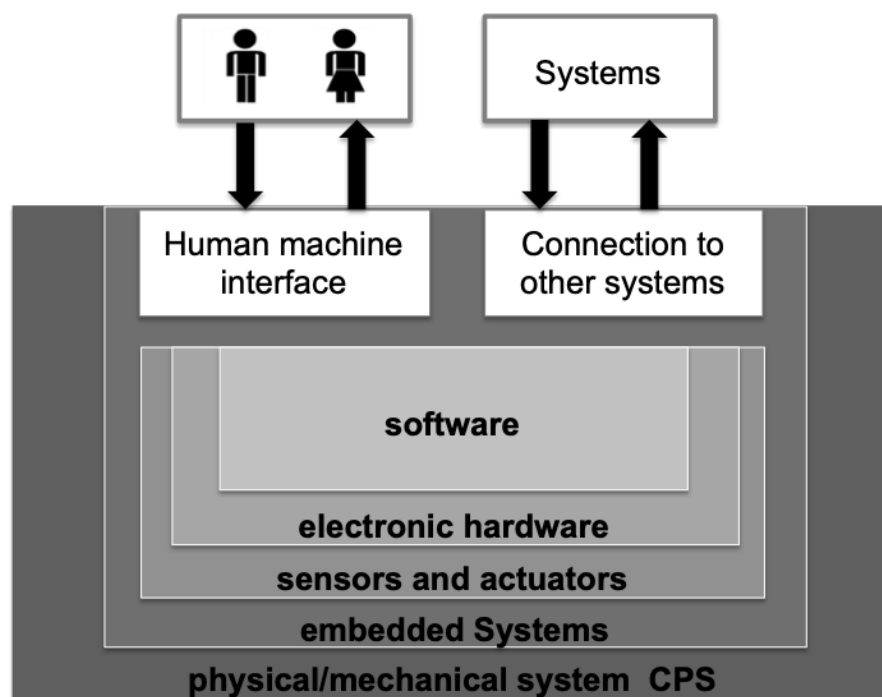 Systems
Human machine
interface
Connection to
other systems
software
electronic hardware
sensors and actuators
embedded Systems
physical/mechanical system CPS